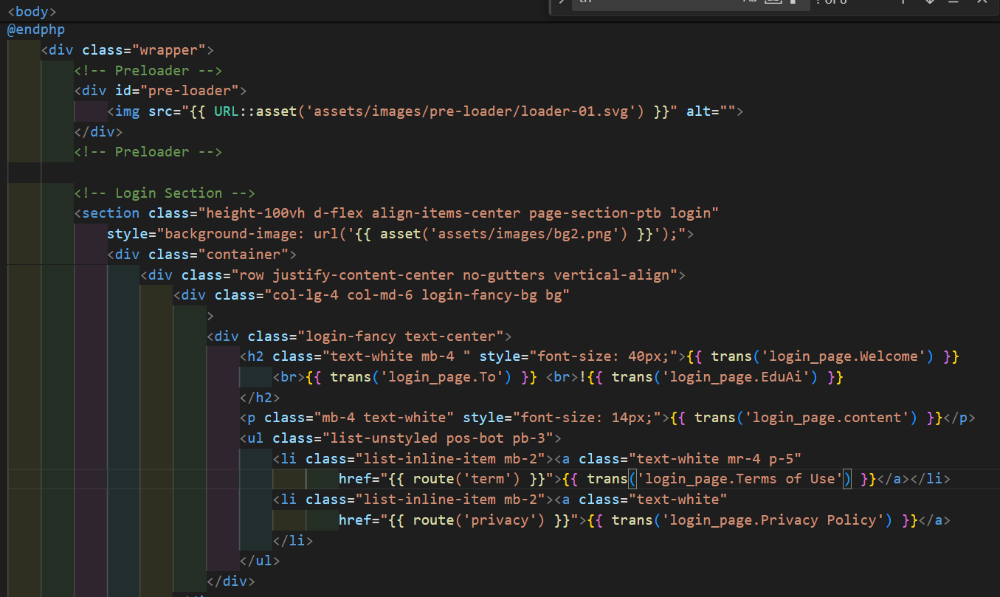 <body>
@endphp
<div class="wrapper">
<!-- Preloader -->
<div id="pre-loader">
<img src="{{ URL::asset('assets/images/pre-loader/loader-01.svg') }}" alt="">
</div>
<!-- Preloader -->
<!-- Login Section -->
<section class="height-100vh d-flex align-items-center page-section-ptb login"
style="background-image: url('{{ asset('assets/images/bg2.png') }}');">
<div class="container">
<div class="row justify-content-center no-gutters vertical-align">
<div class="col-lg-4 col-md-6 login-fancy-bg bg"
>
<div class="login-fancy text-center">
<h2 class="text-white mb-4 " style="font-size: 40px;">{{ trans('login_page.Welcome') }}
<br>{{ trans('login_page.To') }} <br>!{{ trans('login_page.EduAi') }}
</h2>
<p class="mb-4 text-white" style="font-size: 14px;">{{ trans('login_page.content') }}</p>
<ul class="list-unstyled pos-bot pb-3">
<li class="list-inline-item mb-2"><a class="text-white mr-4 p-5"
href="{{ route('term') }}">{{ trans('login_page.Terms of Use') }}</a></li>
<li class="list-inline-item mb-2"><a class="text-white"
href="{{ route('privacy') }}">{{ trans('login_page.Privacy Policy') }}</a>
</li>
</ul>
</div>